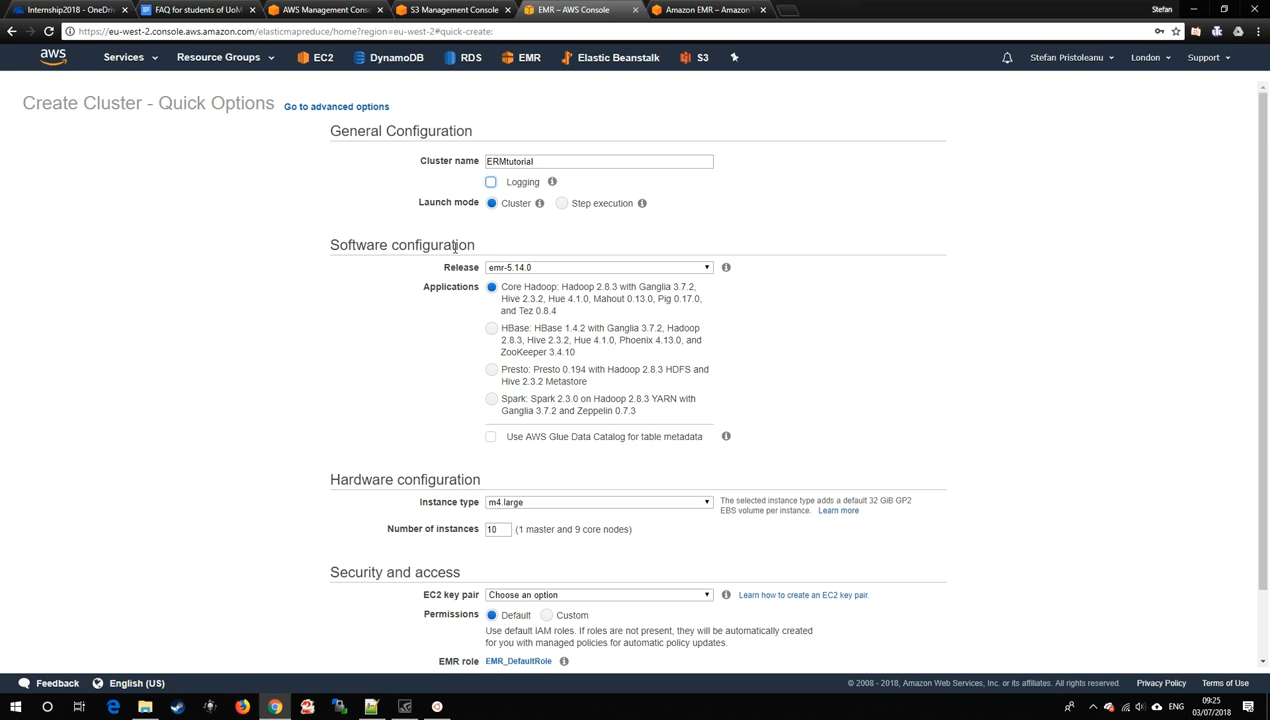 Internship2018 - OneDriv
FAQ for students of UoM
AWS Management Conso
S3 Management Console
EMR – AWS Console
Amazon EMR – Amazon
Stefan
https://eu-west-2.console.aws.amazon.com/elasticmapreduce/home?region=eu-west-2#quick-create:
aws
Services
Resource Groups
EC2
DynamoDB
RDS
EMR
Elastic Beanstalk
S3
Stefan Pristoleanu
London
Support
Create Cluster - Quick Options
Go to advanced options
General Configuration
Cluster name
ERMtutorial
Logging
Launch mode
Cluster
Step execution
Software configuration
Release
emr-5.14.0
Applications
Core Hadoop: Hadoop 2.8.3 with Ganglia 3.7.2,
Hive 2.3.2, Hue 4.1.0, Mahout 0.13.0, Pig 0.17.0,
and Tez 0.8.4
HBase: HBase 1.4.2 with Ganglia 3.7.2, Hadoop
2.8.3, Hive 2.3.2, Hue 4.1.0, Phoenix 4.13.0, and
ZooKeeper 3.4.10
Presto: Presto 0.194 with Hadoop 2.8.3 HDFS and
Hive 2.3.2 Metastore
Spark: Spark 2.3.0 on Hadoop 2.8.3 YARN with
Ganglia 3.7.2 and Zeppelin 0.7.3
Use AWS Glue Data Catalog for table metadata
Hardware configuration
Instance type
m4.large
The selected instance type adds a default 32 GiB GP2
EBS volume per instance. Learn more
Number of instances
10
(1 master and 9 core nodes)
Security and access
EC2 key pair
Choose an option
Learn how to create an EC2 key pair.
Permissions
Default
Custom
Use default IAM roles. If roles are not present, they will be automatically created
for you with managed policies for automatic policy updates.
EMR role
EMR_DefaultRole
Feedback
English (US)
© 2008 - 2018, Amazon Web Services, Inc. or its affiliates. All rights reserved.
Privacy Policy
Terms of Use
ENG
09:25
03/07/2018